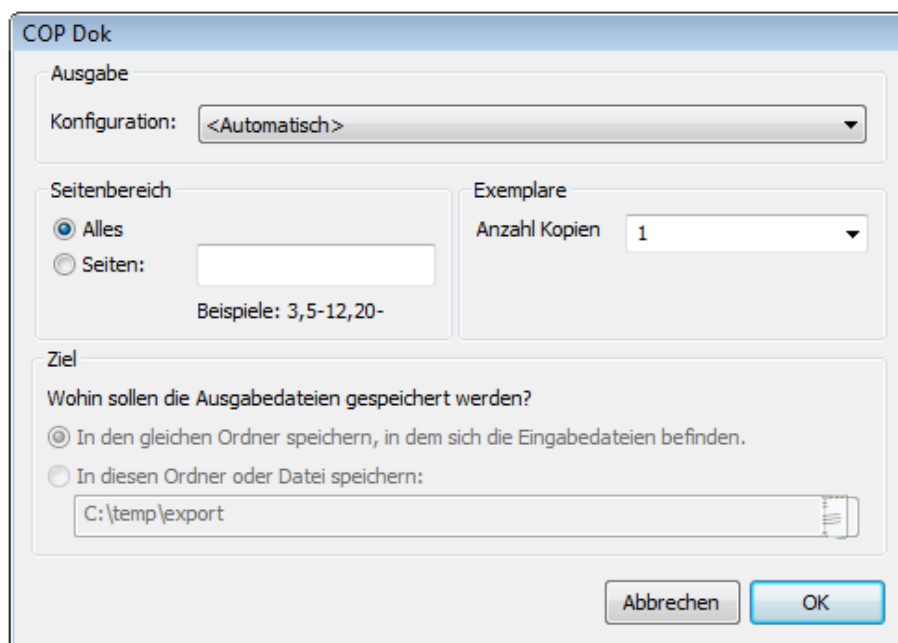 COP Dok
Ausgabe
Konfiguration: <Automatisch>
Seitenbereich
Alles
Seiten:
Beispiele: 3,5-12,20-
Exemplare
Anzahl Kopien 1
Ziel
Wohin sollen die Ausgabedateien gespeichert werden?
In den gleichen Ordner speichern, in dem sich die Eingabedateien befinden.
In diesen Ordner oder Datei speichern:
C:\temp\export
Abbrechen OK